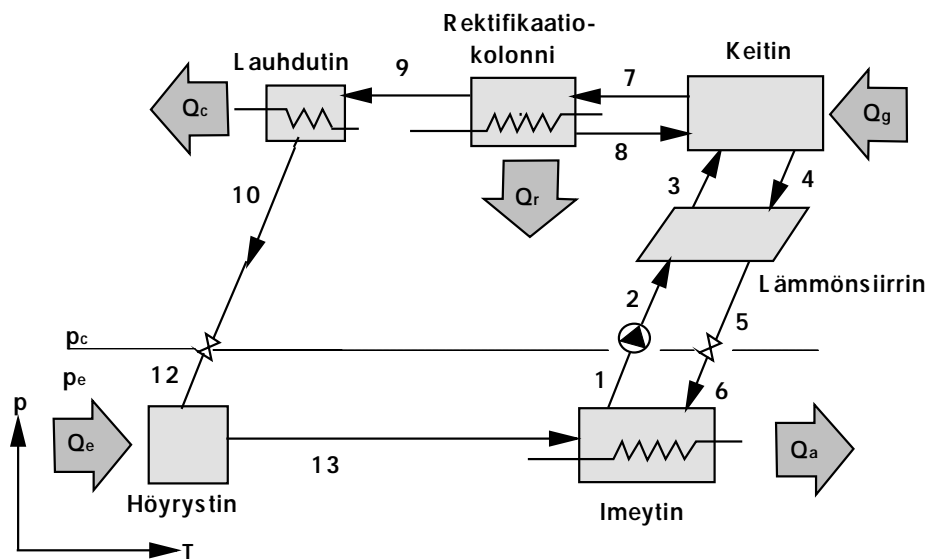 Rektifikaatio-
kolonni
Keitin
Lauhdutin
9
7
Qc
Qg
8
10
3
4
Qr
2
Lämmönsiirrin
5
pc
12
pe
1
6
p
Qe
Qa
13
Höyrystin
Imeytin
T